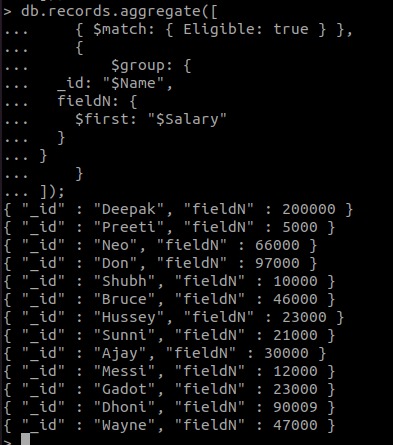 > db.records.aggregate([
...     { $match: { Eligible: true } },
...     {
...         $group: {
...   _id: "$Name",
...   fieldN: {
...     $first: "$Salary"
...   }
... }
...     }
... ]);
{ "_id" : "Deepak", "fieldN" : 200000 }
{ "_id" : "Preeti", "fieldN" : 5000 }
{ "_id" : "Neo", "fieldN" : 66000 }
{ "_id" : "Don", "fieldN" : 97000 }
{ "_id" : "Shubh", "fieldN" : 10000 }
{ "_id" : "Bruce", "fieldN" : 46000 }
{ "_id" : "Hussey", "fieldN" : 23000 }
{ "_id" : "Sunni", "fieldN" : 21000 }
{ "_id" : "Ajay", "fieldN" : 30000 }
{ "_id" : "Messi", "fieldN" : 12000 }
{ "_id" : "Gadot", "fieldN" : 23000 }
{ "_id" : "Dhoni", "fieldN" : 90009 }
{ "_id" : "Wayne", "fieldN" : 47000 }
>